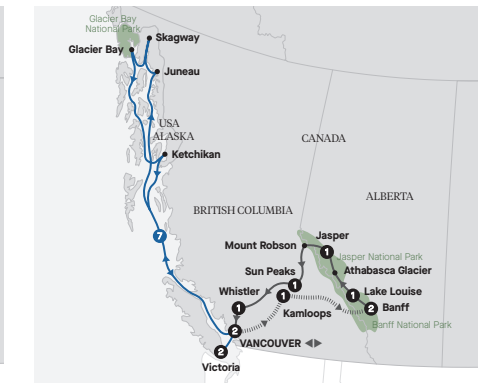 Glacier Bay
National Park
Glacier Bay
Skagway
Juneau
USA
ALASKA
Ketchikan
CANADA
ALBERTA
BRITISH COLUMBIA
7
Jasper
1
Mount Robson
Jasper National Park
Athabasca Glacier
Sun Peaks
1
Whistler
1
1
Kamloops
1
Lake Louise
2
Banff
Banff National Park
2
VANCOUVER
2
Victoria